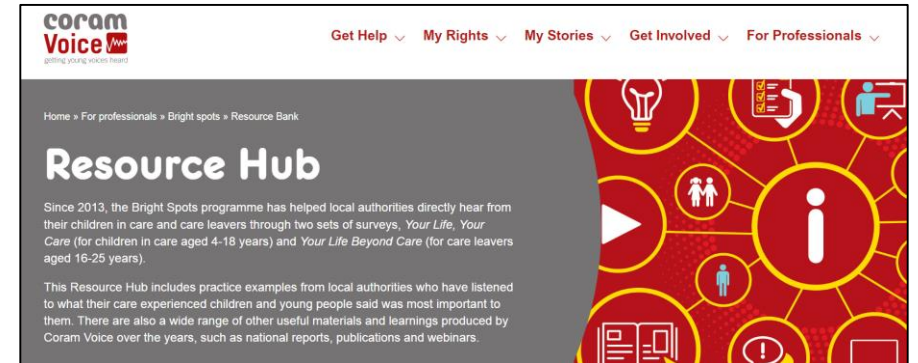 coram
Voice
getting young voices heard
Get Help My Rights My Stories Get Involved For Professionals
Home » For professionals » Bright spots » Resource Bank
Resource Hub
Since 2013, the Bright Spots programme has helped local authorities directly hear from
their children in care and care leavers through two sets of surveys, Your Life, Your
Care (for children in care aged 4-18 years) and Your Life Beyond Care (for care leavers
aged 16-25 years).
This Resource Hub includes practice examples from local authorities who have listened
to what their care experienced children and young people said was most important to
them. There are also a wide range of other useful materials and learnings produced by
Coram Voice over the years, such as national reports, publications and webinars.